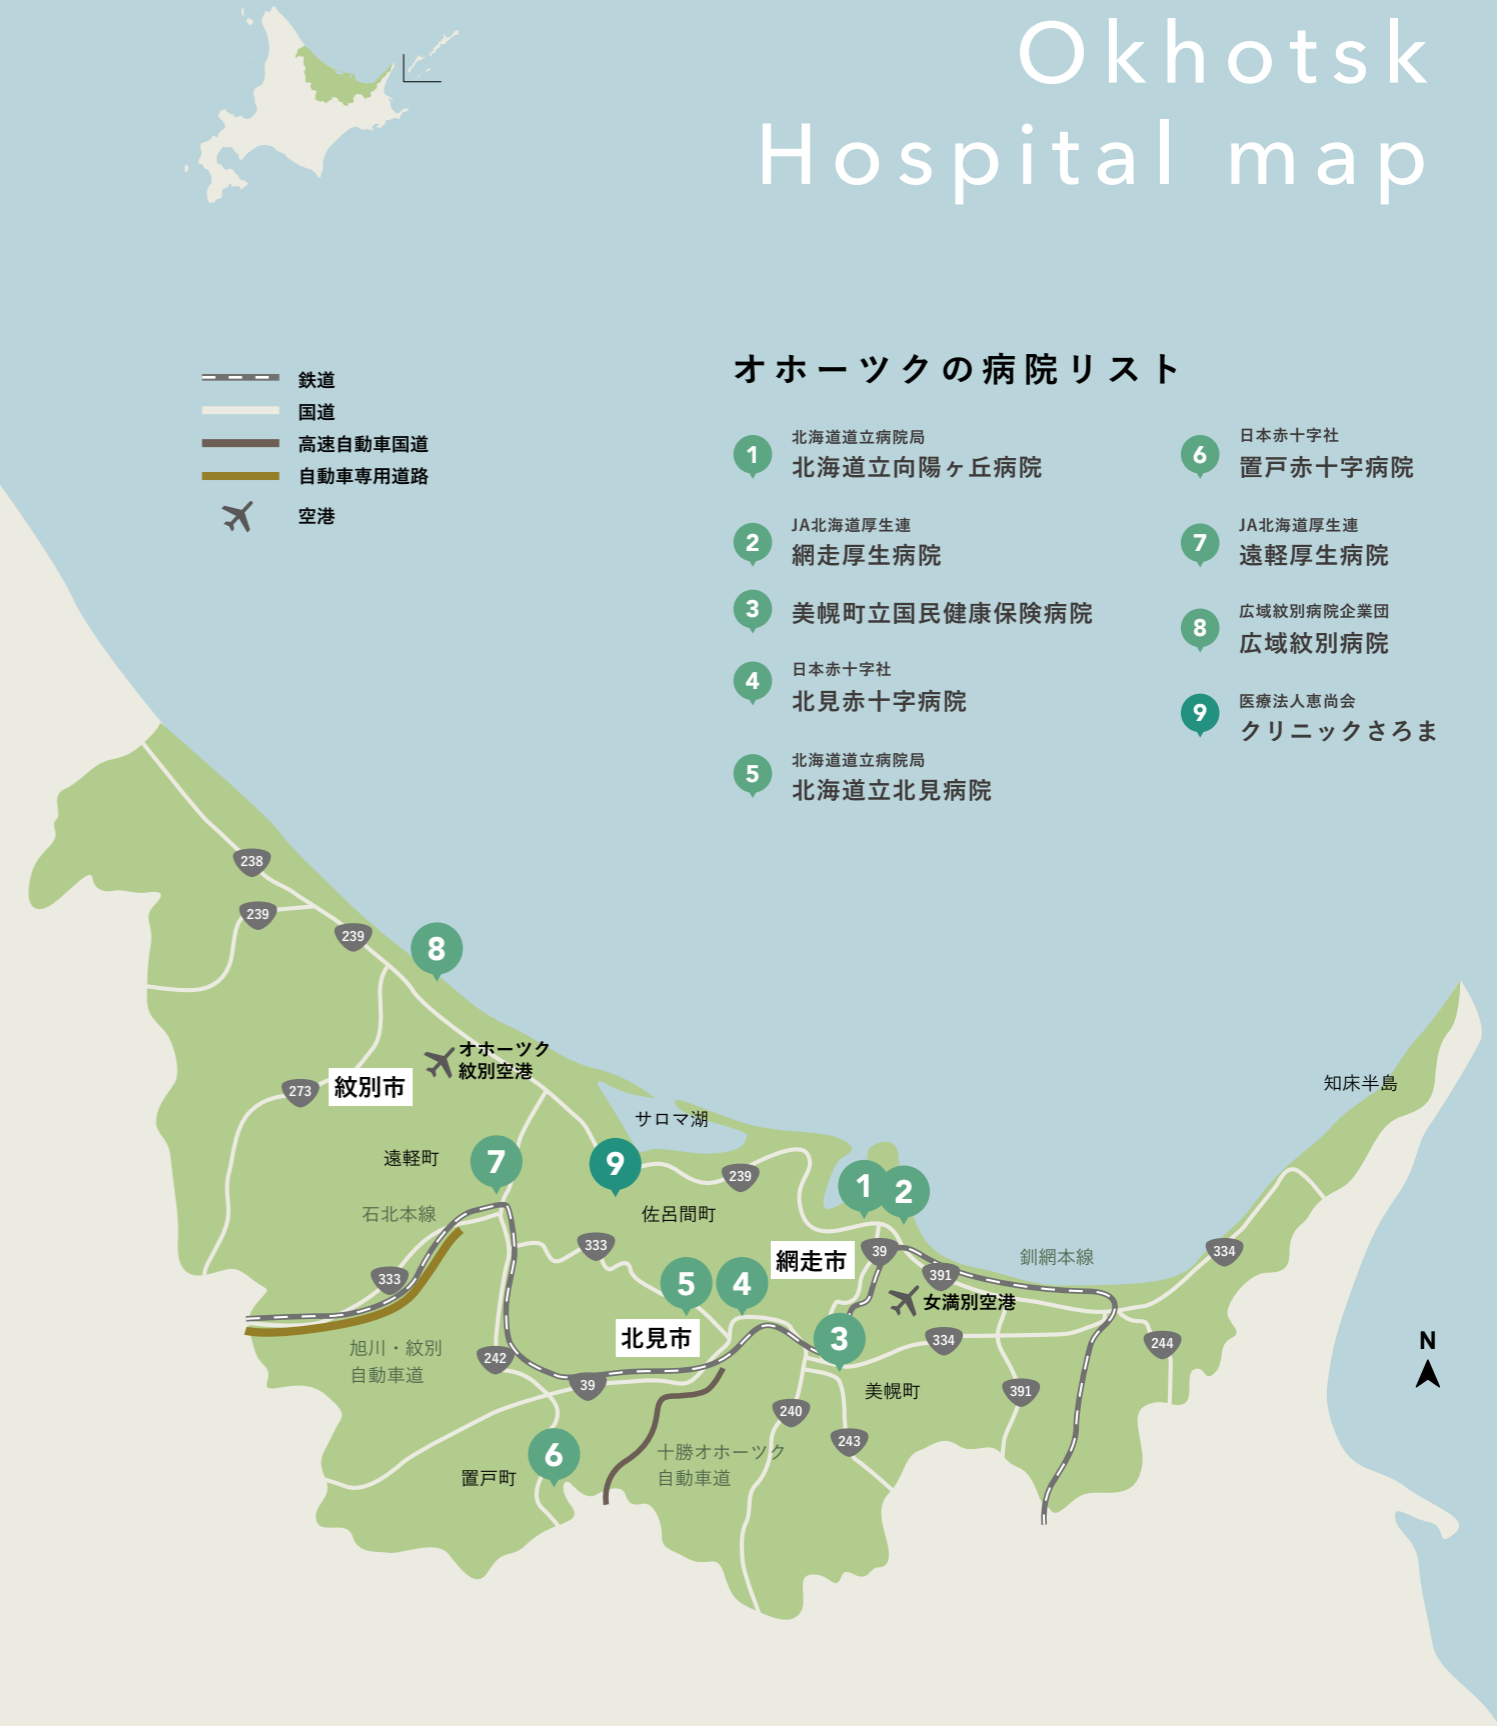 Okhotsk
Hospital map
鉄道
国道
高速自動車国道
自動車専用道路
空港
オホーツクの病院リスト
1
北海道道立病院局
北海道立向陽ヶ丘病院
2
JA北海道厚生連
網走厚生病院
3
美幌町立国民健康保険病院
4
日本赤十字社
北見赤十字病院
5
北海道道立病院局
北海道立北見病院
6
日本赤十字社
置戸赤十字病院
7
JA北海道厚生連
遠軽厚生病院
8
広域紋別病院企業団
広域紋別病院
9
医療法人恵尚会
クリニックさろま
238
239
239
8
オホーツク
紋別空港
273
紋別市
知床半島
サロマ湖
遠軽町
7
9
239
1
2
石北本線
佐呂間町
333
333
網走市
39
釧網本線
334
391
5
4
女満別空港
北見市
3
334
244
N
旭川・紋別
自動車道
242
39
美幌町
391
240
243
6
置戸町
十勝オホーツク
自動車道